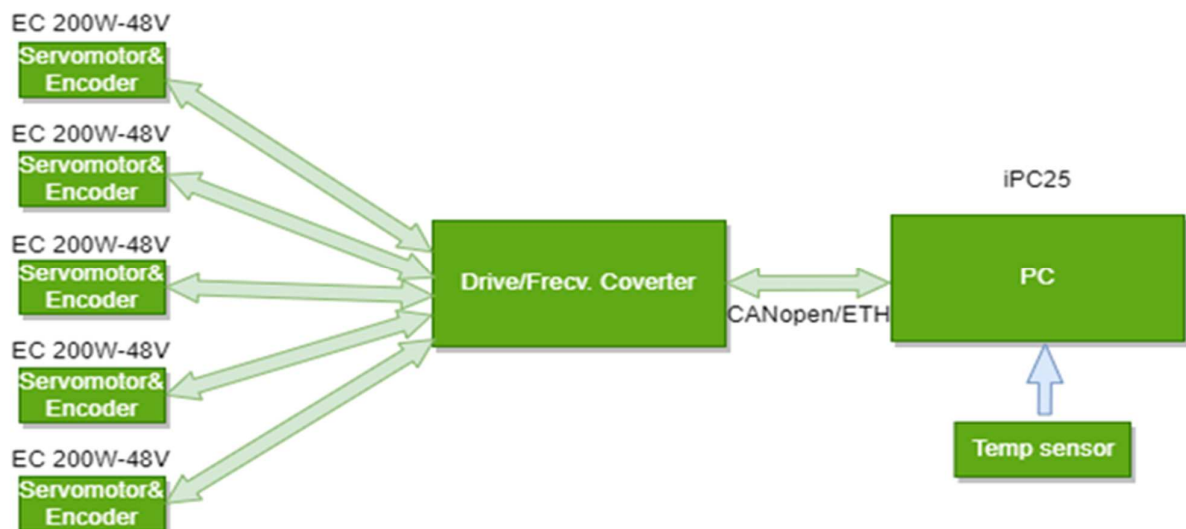 EC 200W-48V
Servomotor&
Encoder
EC 200W-48V
Servomotor&
Encoder
EC 200W-48V
Servomotor&
Encoder
EC 200W-48V
Servomotor&
Encoder
EC 200W-48V
Servomotor&
Encoder
Drive/Frecv. Coverter
CANopen/ETH
iPC25
PC
Temp sensor